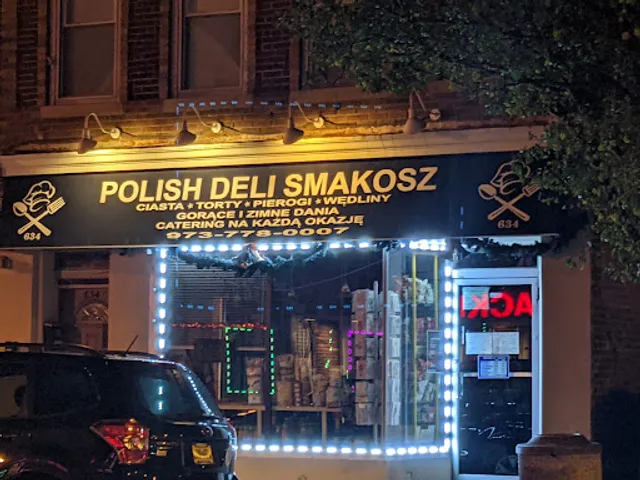 POLISH DELI SMAKOSZ
CIASTA * TORTY * PIEROGI * WĘDLINY
GORĄCE I ZIMNE DANIA
CATERING NA KAŻDĄ OKAZJĘ
973-778-0007
634
634
634